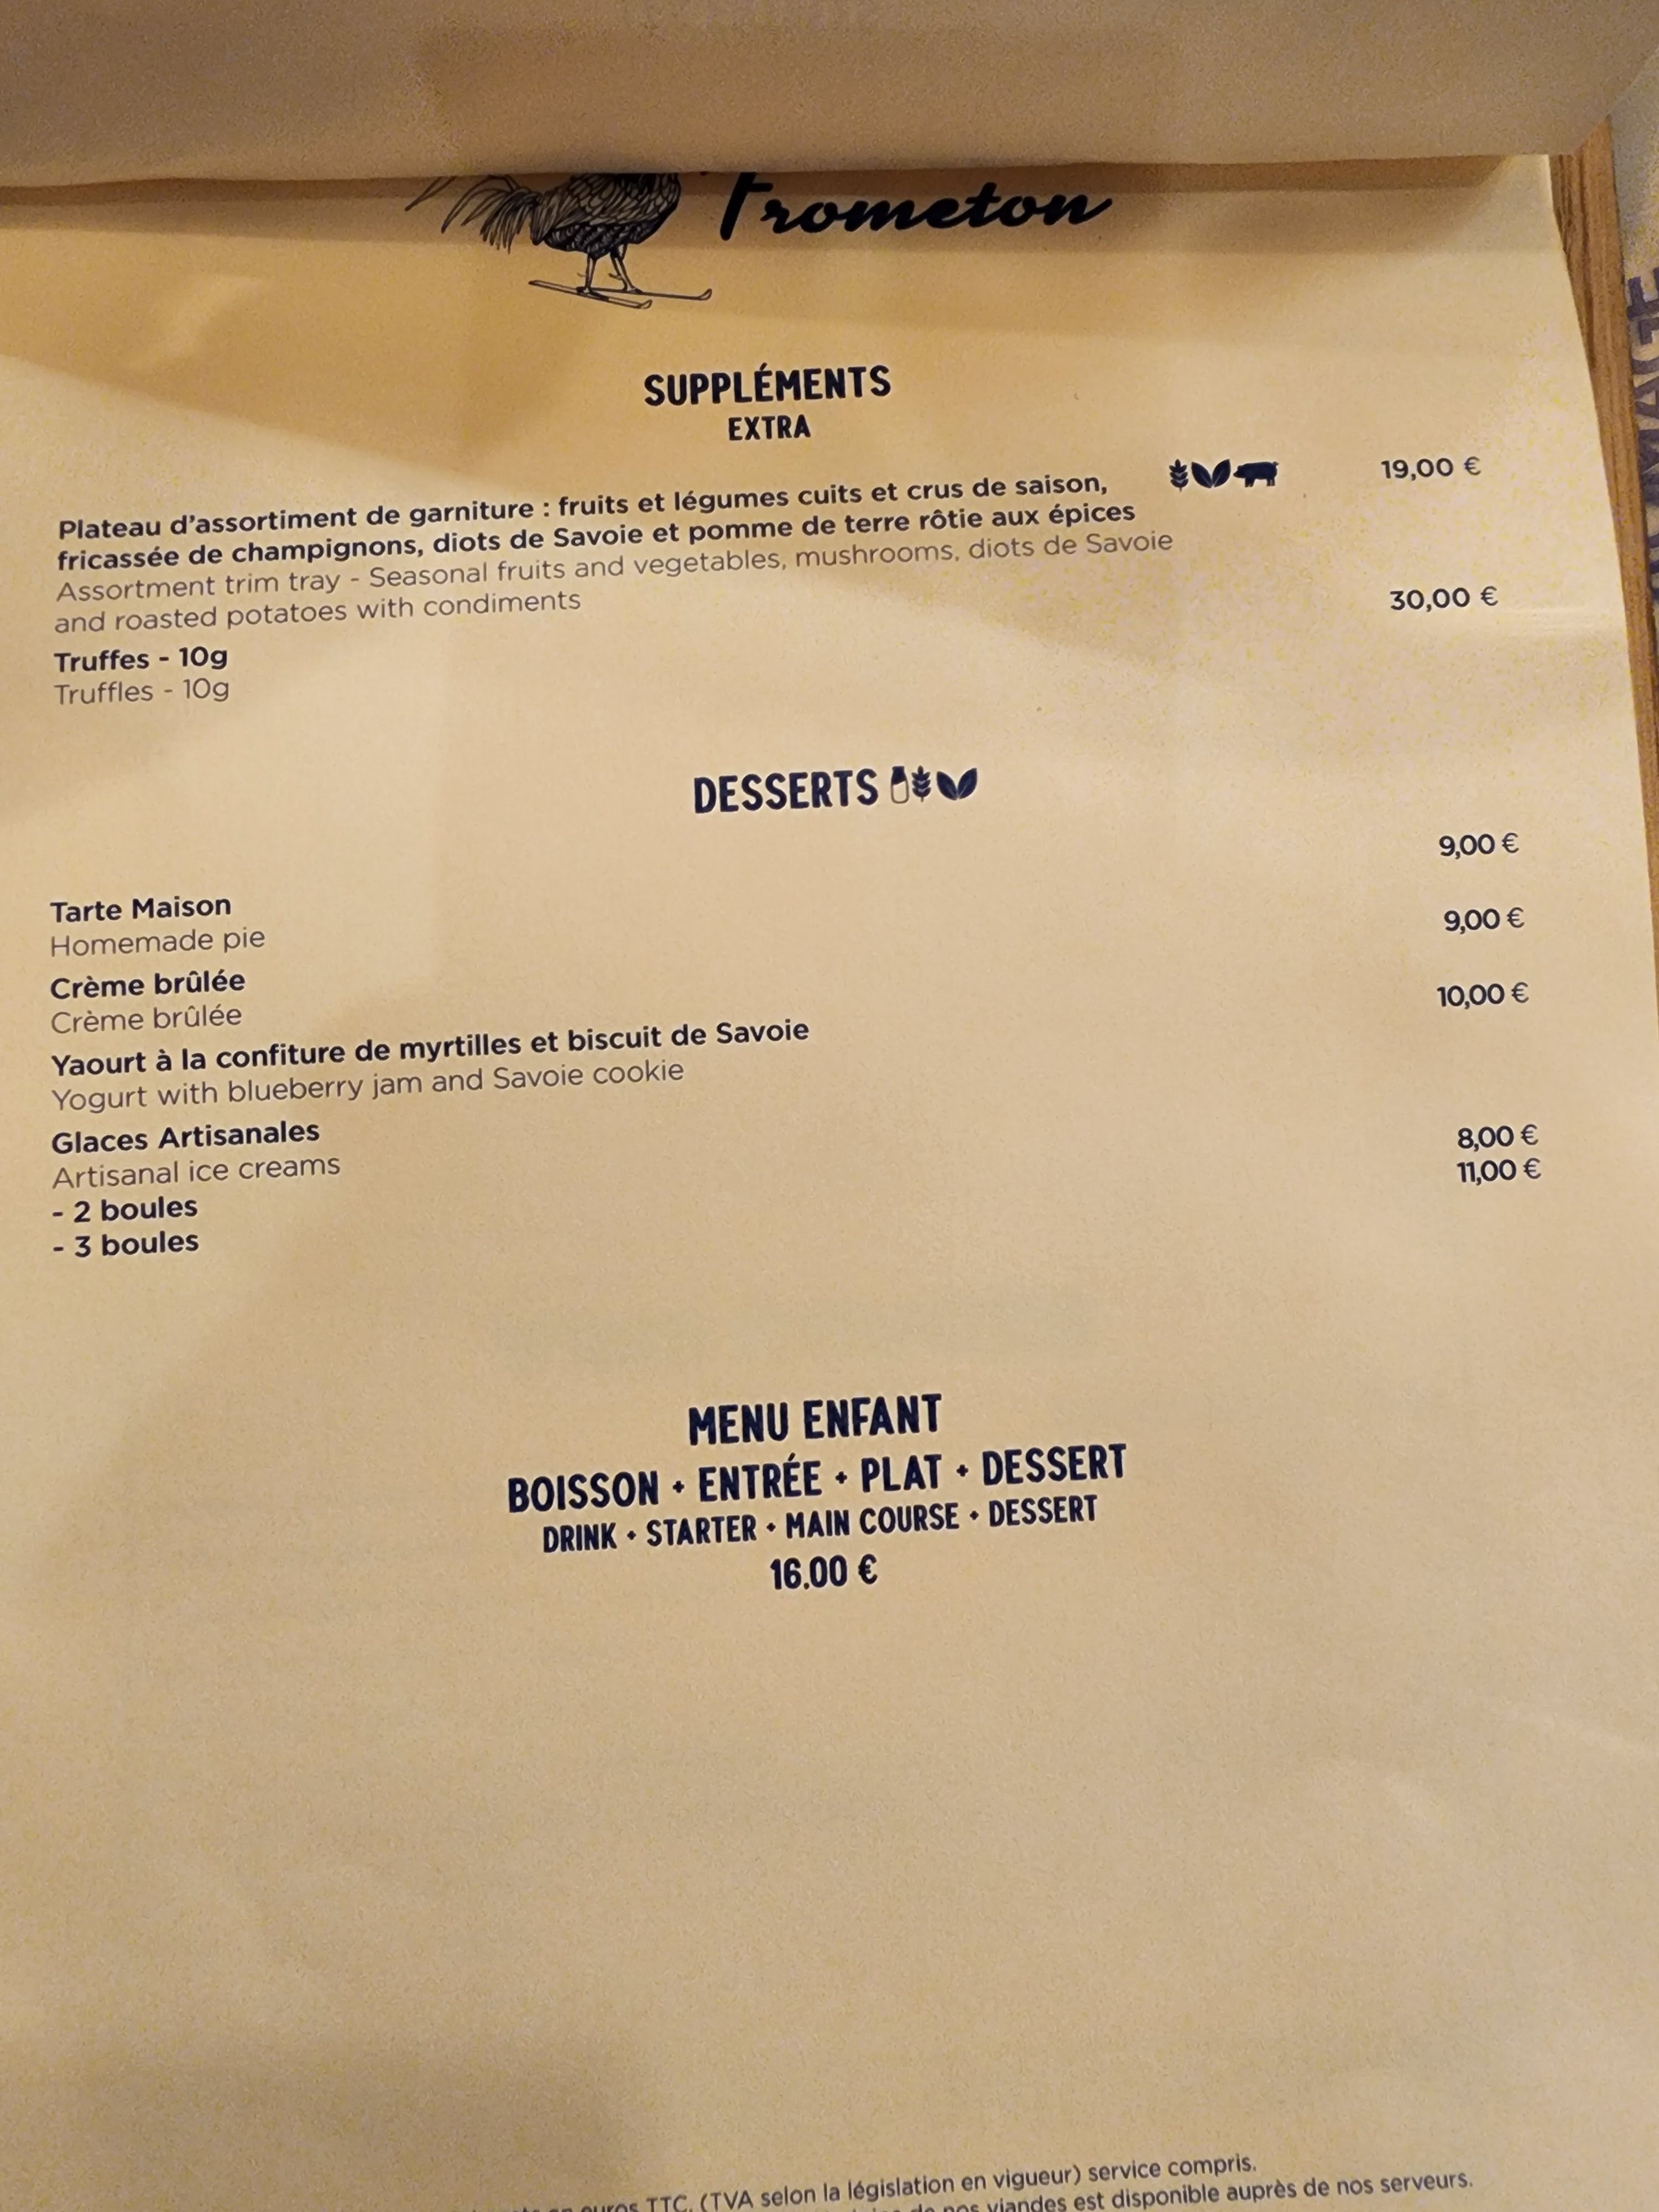 Frometon
SUPPLÉMENTS
EXTRA
Plateau d'assortiment de garniture : fruits et légumes cuits et crus de saison,
19,00 €
fricassée de champignons, diots de Savoie et pomme de terre rôtie aux épices
Assortment trim tray - Seasonal fruits and vegetables, mushrooms, diots de Savoie
and roasted potatoes with condiments
30,00 €
Truffes - 10g
Truffles - 10g
DESSERTS
9,00 €
Tarte Maison
Homemade pie
9,00 €
Crème brûlée
Crème brûlée
10,00 €
Yaourt à la confiture de myrtilles et biscuit de Savoie
Yogurt with blueberry jam and Savoie cookie
Glaces Artisanales
Artisanal ice creams
8,00 €
11,00 €
- 2 boules
- 3 boules
MENU ENFANT
BOISSON + ENTRÉE + PLAT + DESSERT
DRINK + STARTER + MAIN COURSE + DESSERT
16.00 €
euros TTC. (TVA selon la législation en vigueur) service compris.
de nos viandes est disponible auprès de nos serveurs.